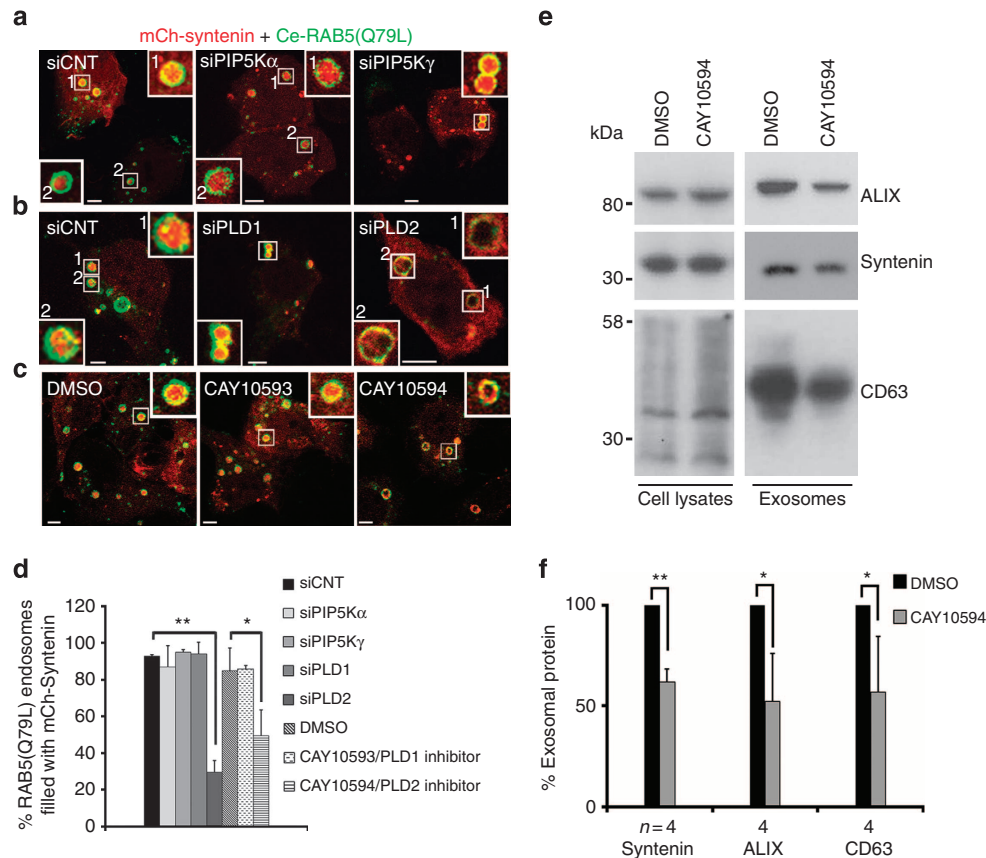 a
mCh-syntenin + Ce-RAB5(Q79L)
siCNT
1
1
2
2
siPIP5Kα
1
1
2
2
siPIP5Kγ
b
siCNT
1
1
2
2
siPLD1
siPLD2
1
2
1
2
c
DMSO
CAY10593
CAY10594
d
% RAB5(Q79L) endosomes
filled with mCh-Syntenin
120
100
80
60
40
20
0
**
*
siCNT
siPIP5Kα
siPIP5Kγ
siPLD1
siPLD2
DMSO
CAY10593/PLD1 inhibitor
CAY10594/PLD2 inhibitor
e
kDa
DMSO
CAY10594
DMSO
CAY10594
80
ALIX
30
Syntenin
58
30
CD63
Cell lysates
Exosomes
f
% Exosomal protein
100
50
0
**
*
*
DMSO
CAY10594
n = 4 4 4
Syntenin ALIX CD63